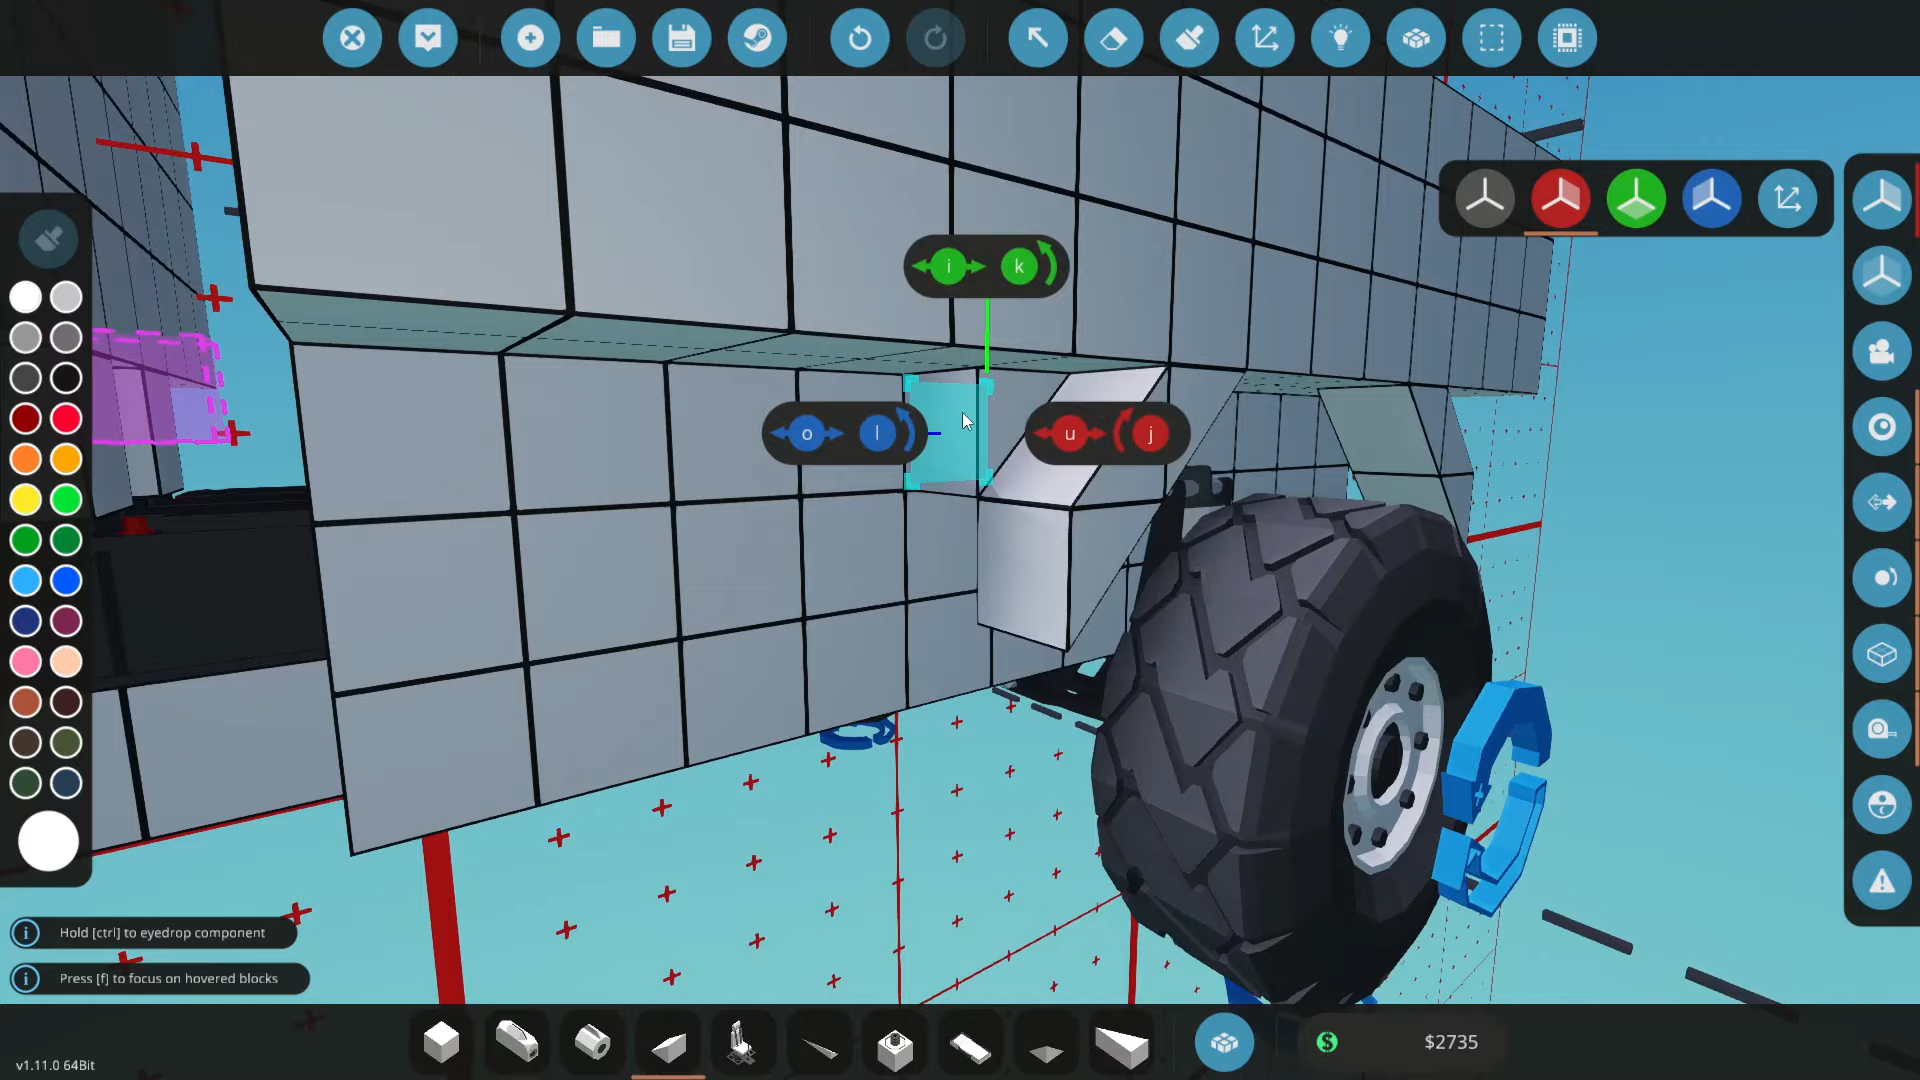 i k
o l
u j
Hold [ctrl] to eyedrop component
Press [f] to focus on hovered blocks
v1.11.0 64Bit
$ $2735